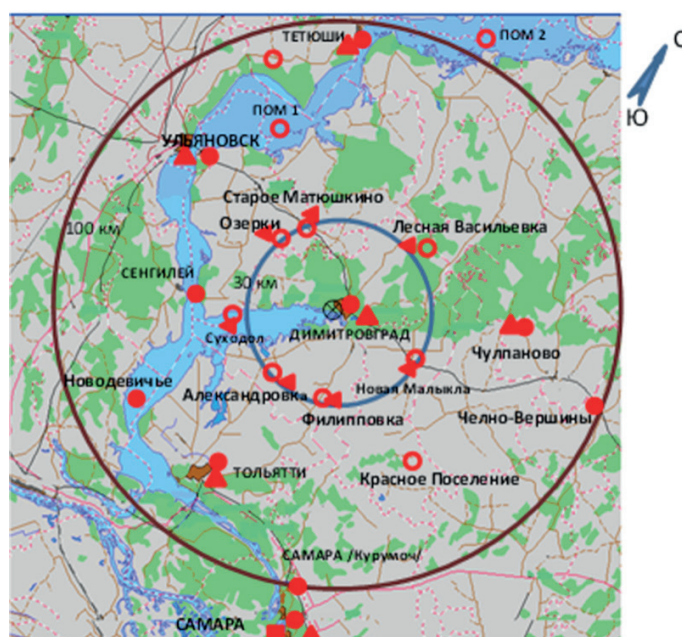 ТЕТЮШИ
ПОМ 2
С
Ю
ПОМ 1
УЛЬЯНОВСК
Старое Матюшкино
Озерки
Лесная Васильевка
100 км
30 км
СЕНГИЛЕЙ
ДИМИТРОВГРАД
Суходол
Чулпаново
Новодевичье
Александровка
Новая Малыкла
Филипповка
Челно-Вершины
ТОЛЬЯТТИ
Красное Поселение
САМАРА /Курумоч/
САМАРА